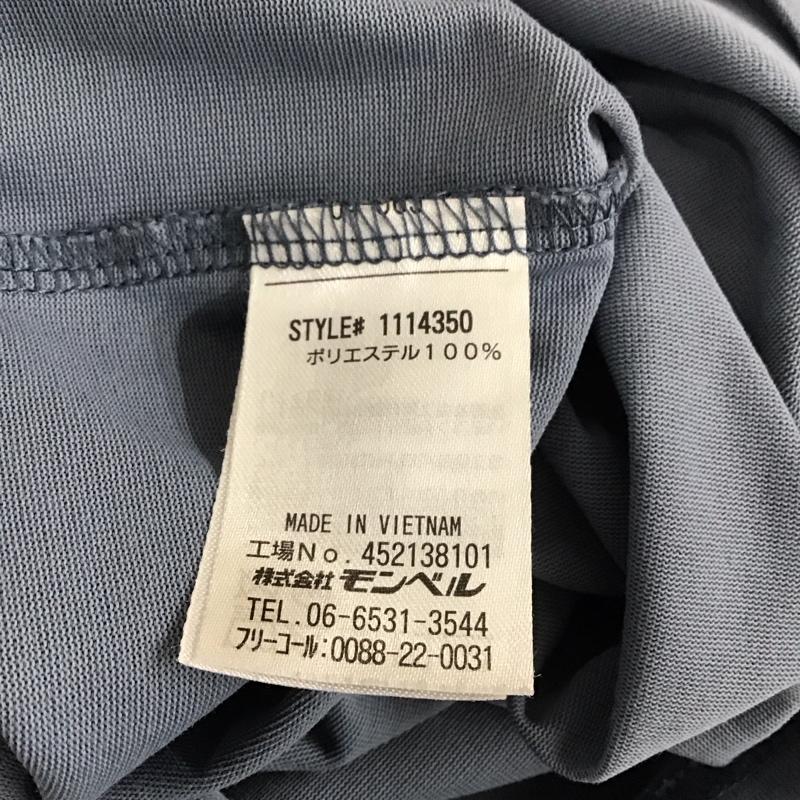 STYLE# 1114350
ポリエステル100%
MADE IN VIETNAM
工場No. 452138101
株式会社モンベル
TEL. 06-6531-3544
フリーコール:0088-22-0031